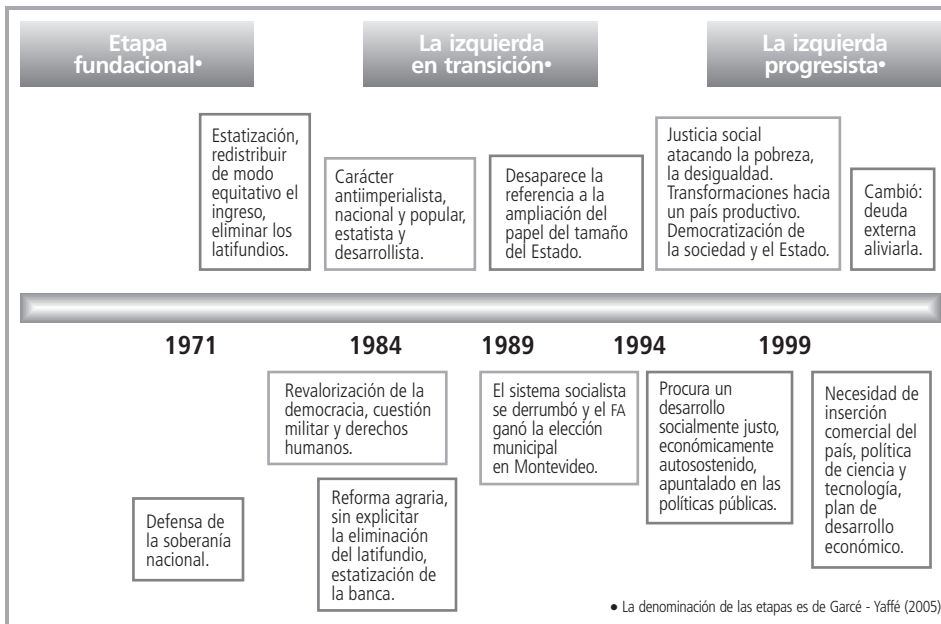 Etapa
fundacional•
La izquierda
en transición•
La izquierda
progresista•
Estatización,
redistribuir
de modo
equitativo el
ingreso,
eliminar los
latifundios.
Carácter
antiimperialista,
nacional y popular,
estatista y
desarrollista.
Desaparece la
referencia a la
ampliación del
papel del tamaño
del Estado.
Justicia social
atacando la pobreza,
la desigualdad.
Transformaciones hacia
un país productivo.
Democratización de
la sociedad y el Estado.
Cambió:
deuda
externa
aliviarla.
1971
1984
1989
1994
1999
Defensa de
la soberanía
nacional.
Revalorización de la
democracia, cuestión
militar y derechos
humanos.
Reforma agraria,
sin explicitar
la eliminación
del latifundio,
estatización de
la banca.
El sistema socialista
se derrumbó y el FA
ganó la elección
municipal
en Montevideo.
Procura un
desarrollo
socialmente justo,
económicamente
autosostenido,
apuntalado en las
políticas públicas.
Necesidad de
inserción
comercial del
país, política
de ciencia y
tecnología,
plan de
desarrollo
económico.
• La denominación de las etapas es de Garcé - Yaffé (2005)